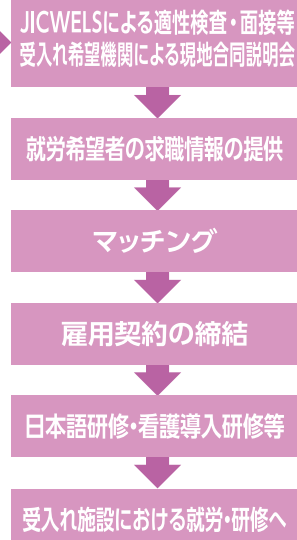 JICWELSによる適性検査・面接等
受入れ希望機関による現地合同説明会
就労希望者の求職情報の提供
マッチング
雇用契約の締結
日本語研修・看護導入研修等
受入れ施設における就労・研修へ